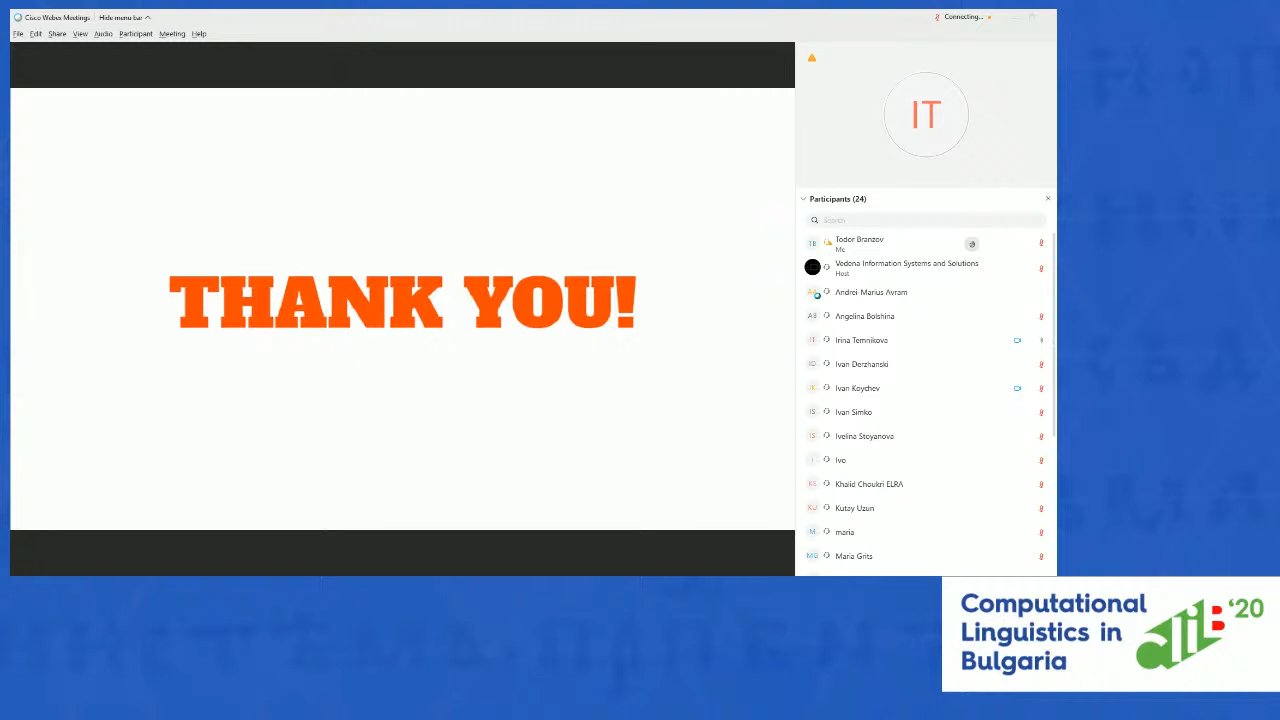 Cisco Webex Meetings Hide menu bar
Connecting...
File Edit Share View Audio Participant Meeting Help
IT
THANK YOU!
Participants (24)
Search
TB Todor Branzov
Me
Vedena Information Systems and Solutions
Host
Andrei-Marius Avram
AB Angelina Bolshina
IT Irina Temnikova
ID Ivan Derzhanski
IK Ivan Koychev
IS Ivan Simko
IS Ivelina Stoyanova
I Ivo
Khalid Choukri ELRA
KU Kutay Uzun
M maria
MG Maria Grits
Computational
Linguistics in
Bulgaria
clIB '20